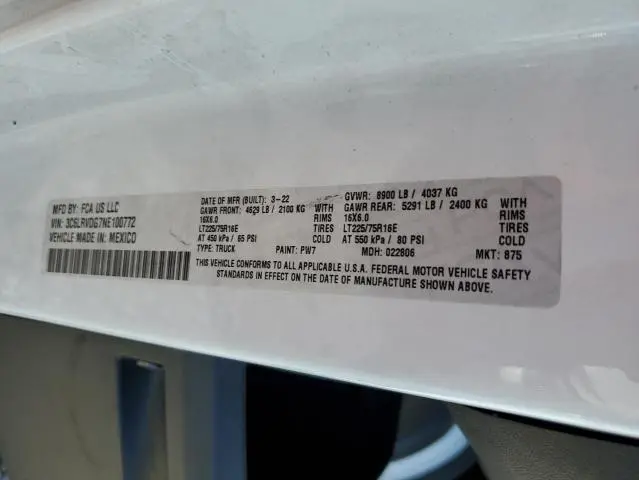 MFD BY: FCA US LLC
VIN: 3C6LRVDG7NE100772
VEHICLE MADE IN: MEXICO
DATE OF MFR (BUILT): 3-22 GVWR: 8900 LB / 4037 KG
GAWR FRONT: 4629 LB / 2100 KG WITH GAWR REAR: 5291 LB / 2400 KG WITH
16X6.0 RIMS 16X6.0 RIMS
LT225/75R16E TIRES LT225/75R16E TIRES
AT 450 kPa / 65 PSI COLD AT 550 kPa / 80 PSI COLD
TYPE: TRUCK PAINT: PW7 MDH: 022806 MKT: 875
THIS VEHICLE CONFORMS TO ALL APPLICABLE U.S.A. FEDERAL MOTOR VEHICLE SAFETY
STANDARDS IN EFFECT ON THE DATE OF MANUFACTURE SHOWN ABOVE.